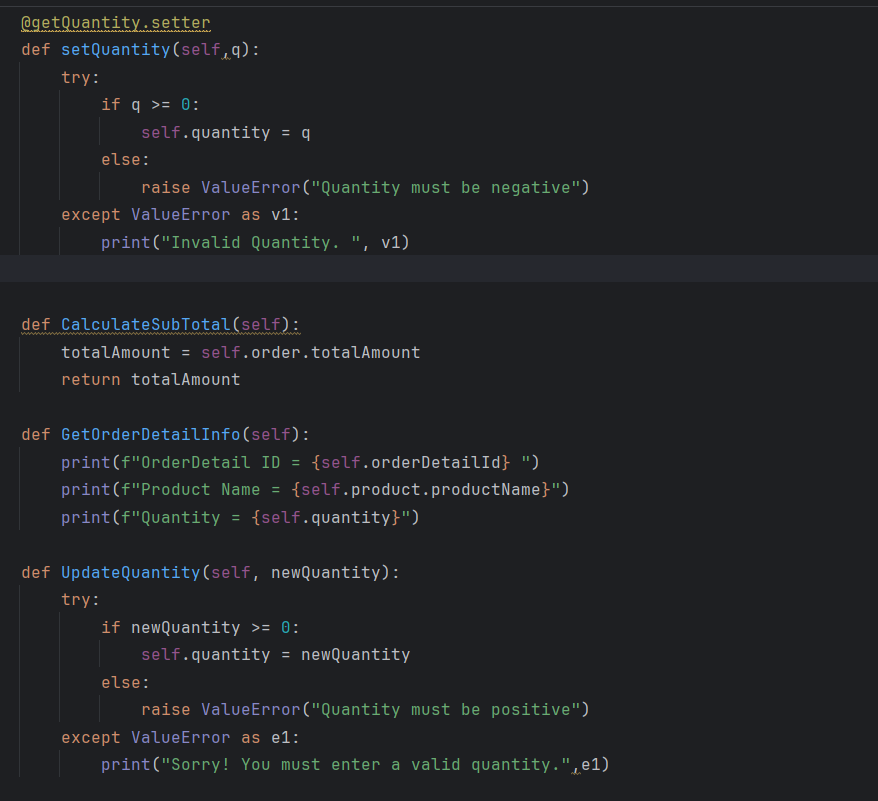 @getQuantity.setter
def setQuantity(self,q):
    try:
        if q >= 0:
            self.quantity = q
        else:
            raise ValueError("Quantity must be negative")
    except ValueError as v1:
        print("Invalid Quantity. ", v1)

def CalculateSubTotal(self):
    totalAmount = self.order.totalAmount
    return totalAmount

def GetOrderDetailInfo(self):
    print(f"OrderDetail ID = {self.orderDetailId} ")
    print(f"Product Name = {self.product.productName}")
    print(f"Quantity = {self.quantity}")

def UpdateQuantity(self, newQuantity):
    try:
        if newQuantity >= 0:
            self.quantity = newQuantity
        else:
            raise ValueError("Quantity must be positive")
    except ValueError as e1:
        print("Sorry! You must enter a valid quantity.",e1)